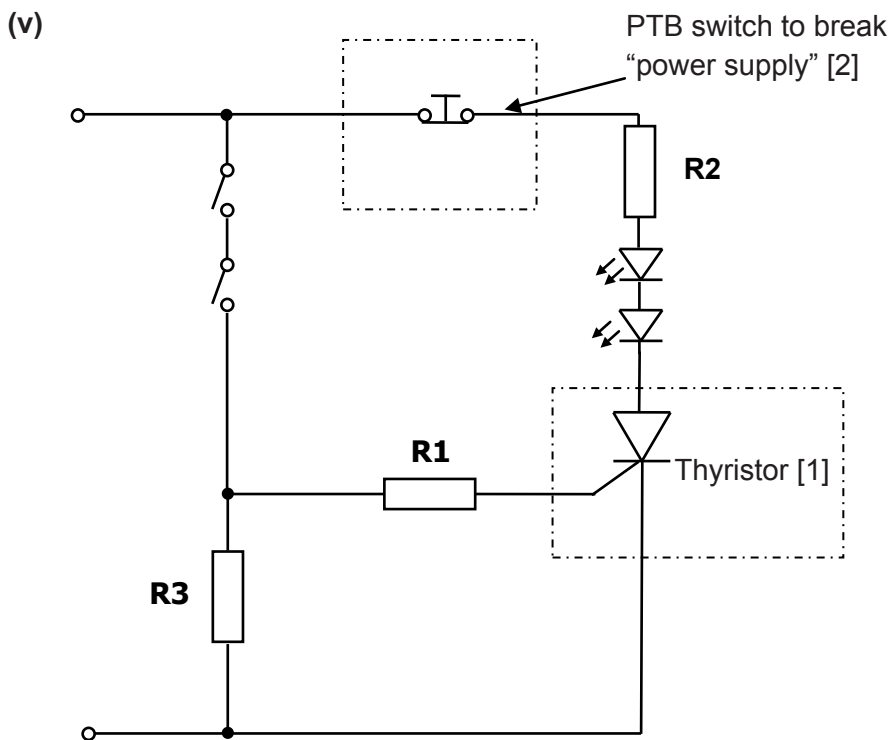 (v)
PTB switch to break
“power supply” [2]
R2
R1
Thyristor [1]
R3